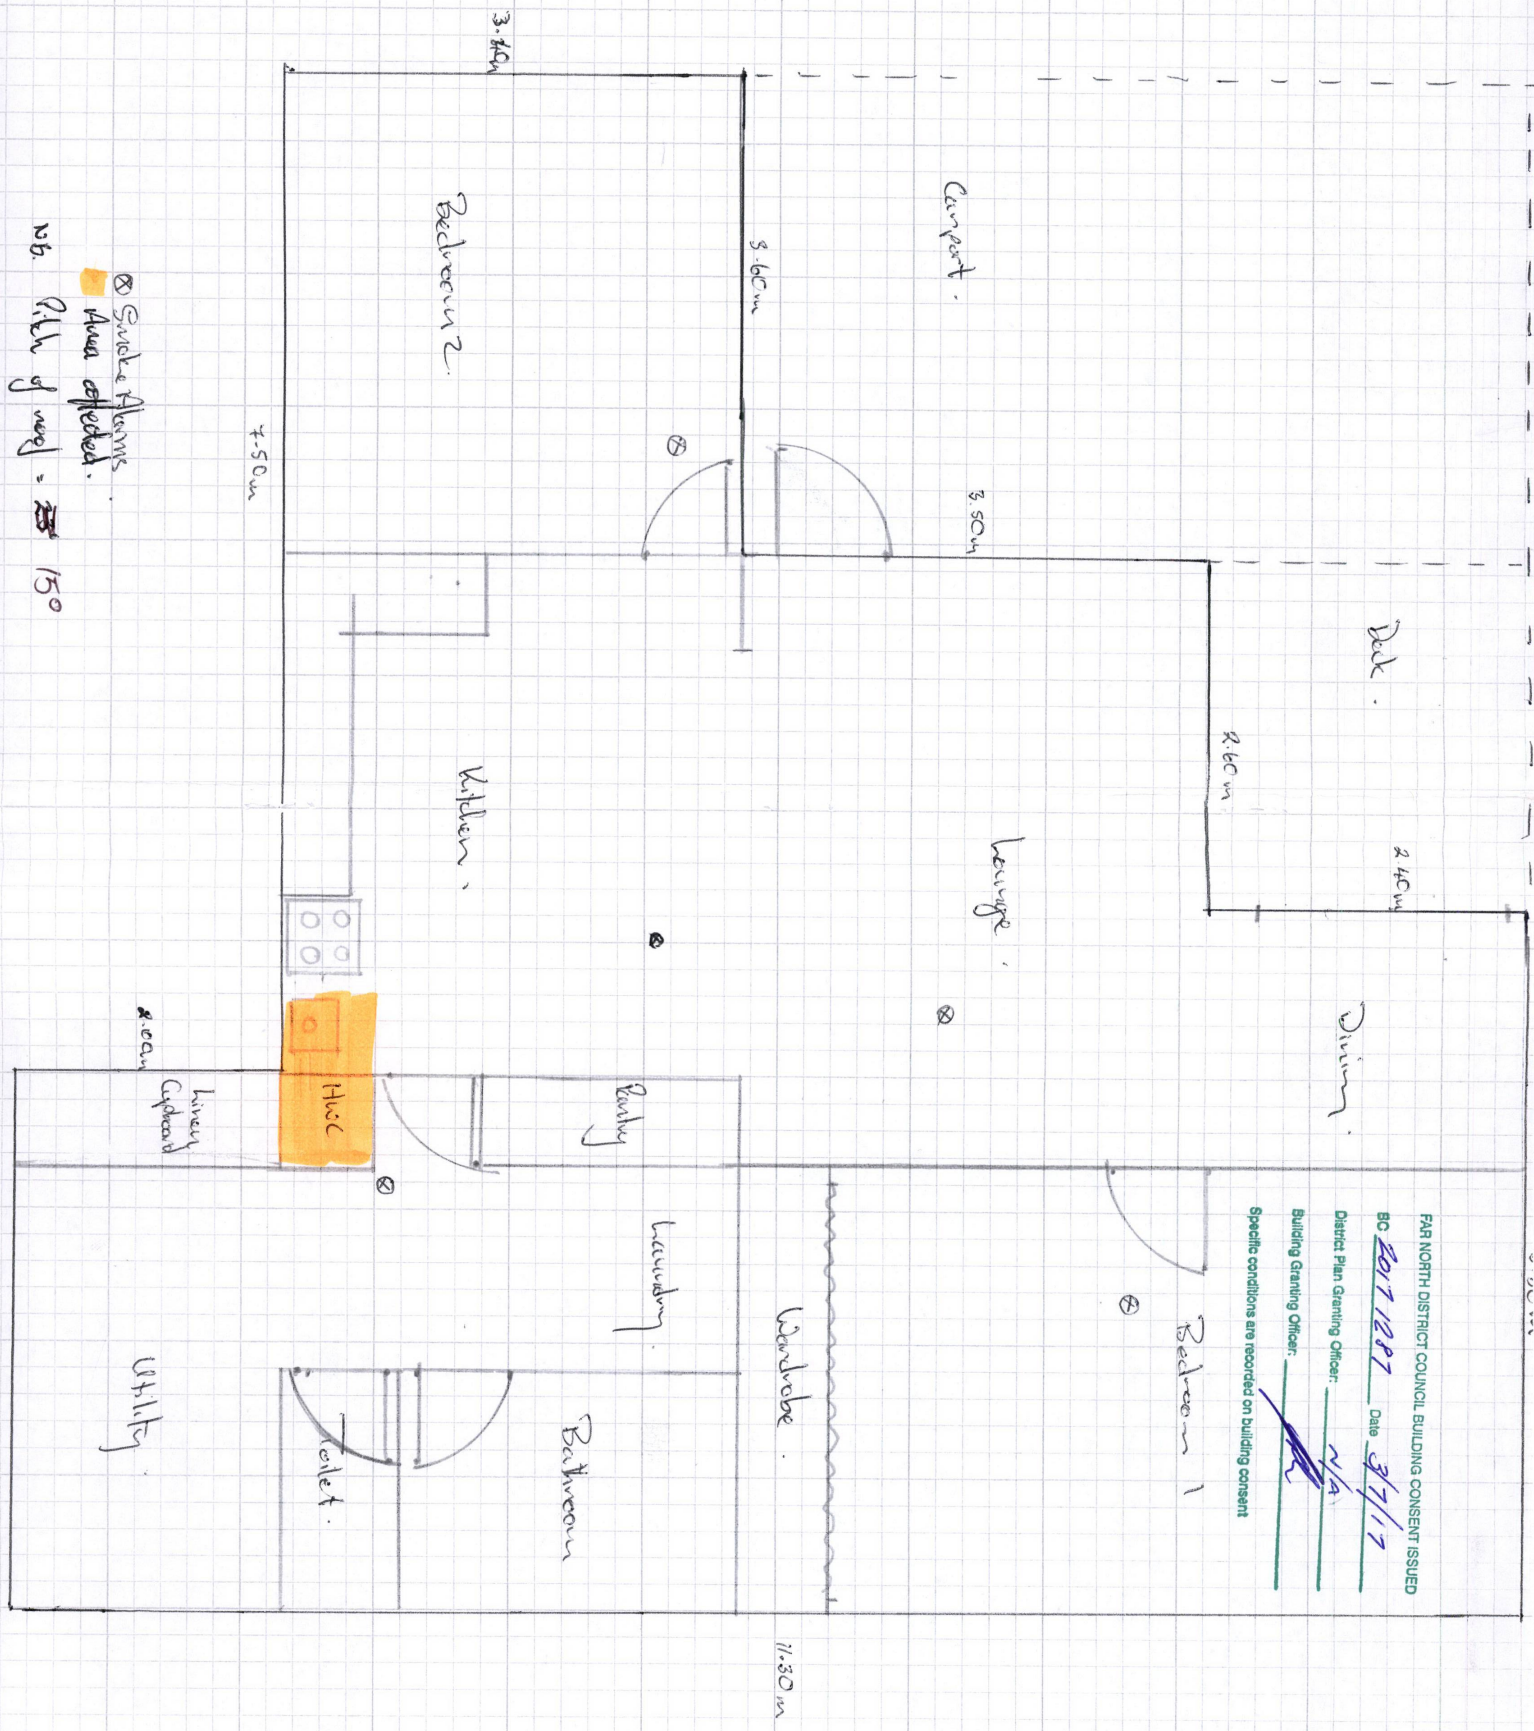 FAR NORTH DISTRICT COUNCIL BUILDING CONSENT ISSUED
BC 2017 1287 Date 3/7/17
District Plan Granting Officer: N/A
Building Granting Officer:
Specific conditions are recorded on building consent
2.40m
Deck.
Dining.
2.60m
Bedroom 1
Carport.
3.50m
Lounge.
3.60m
Wardrobe.
11.30m
Laundry.
Pantry
Bathroom
Bedroom 2.
Kitchen.
HWC
Toilet.
7.50m
Linen
Cupboard
2.00m
Utility.
⊗ Smoke Alarms.
Area affected.
Nb. Pitch of roof = 15°